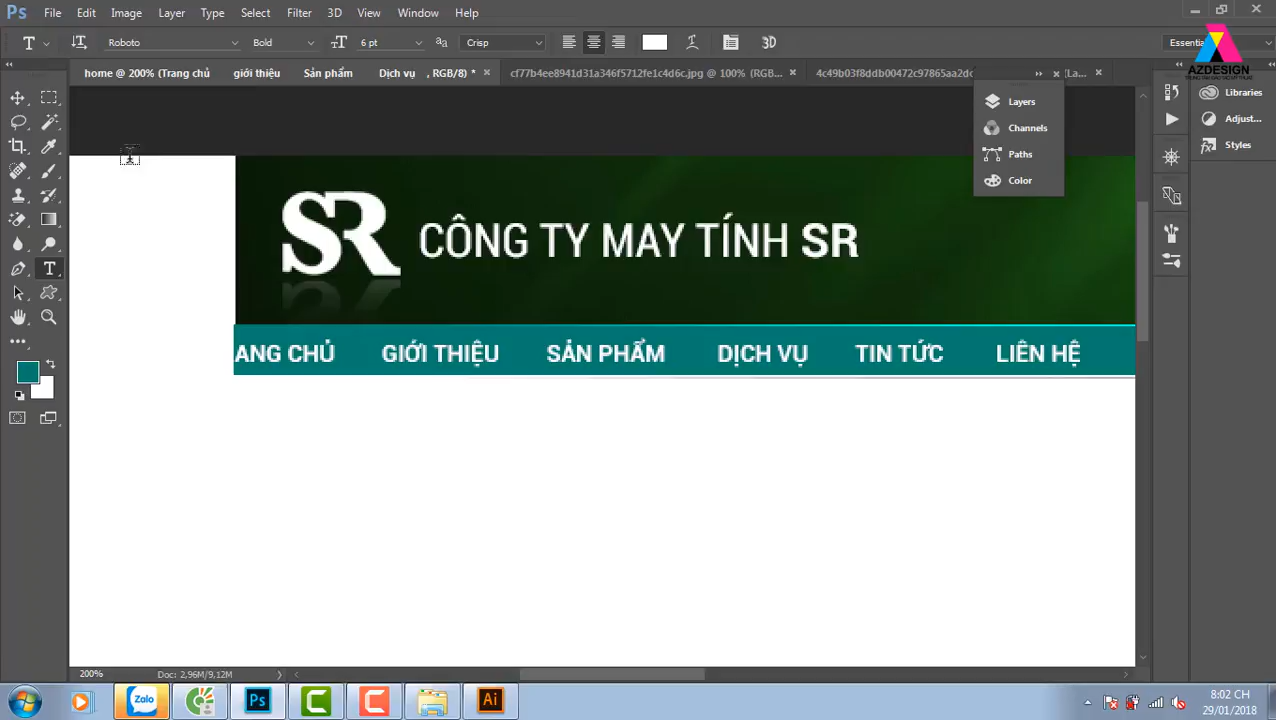 Ps File Edit Image Layer Type Select Filter 3D View Window Help
T Roboto Bold 6 pt Crisp 3D Essentia
AZDESIGN
home @ 200% (Trang chủ giới thiệu Sản phẩm Dịch vụ , RGB/8) * cf77b4ee8941d31a346f5712fe1c4d6c.jpg @ 100% (RGB... 4c49b03f8ddb00472c97865aa2dc (La...
Layers
Channels
Paths
Color
Libraries
Adjust...
Styles
SR CÔNG TY MAY TÍNH SR
ANG CHỦ GIỚI THIỆU SẢN PHẨM DỊCH VỤ TIN TỨC LIÊN HỆ
200% Doc: 2,96M/9,12M
Zalo Ps Ai
8:02 CH
29/01/2018